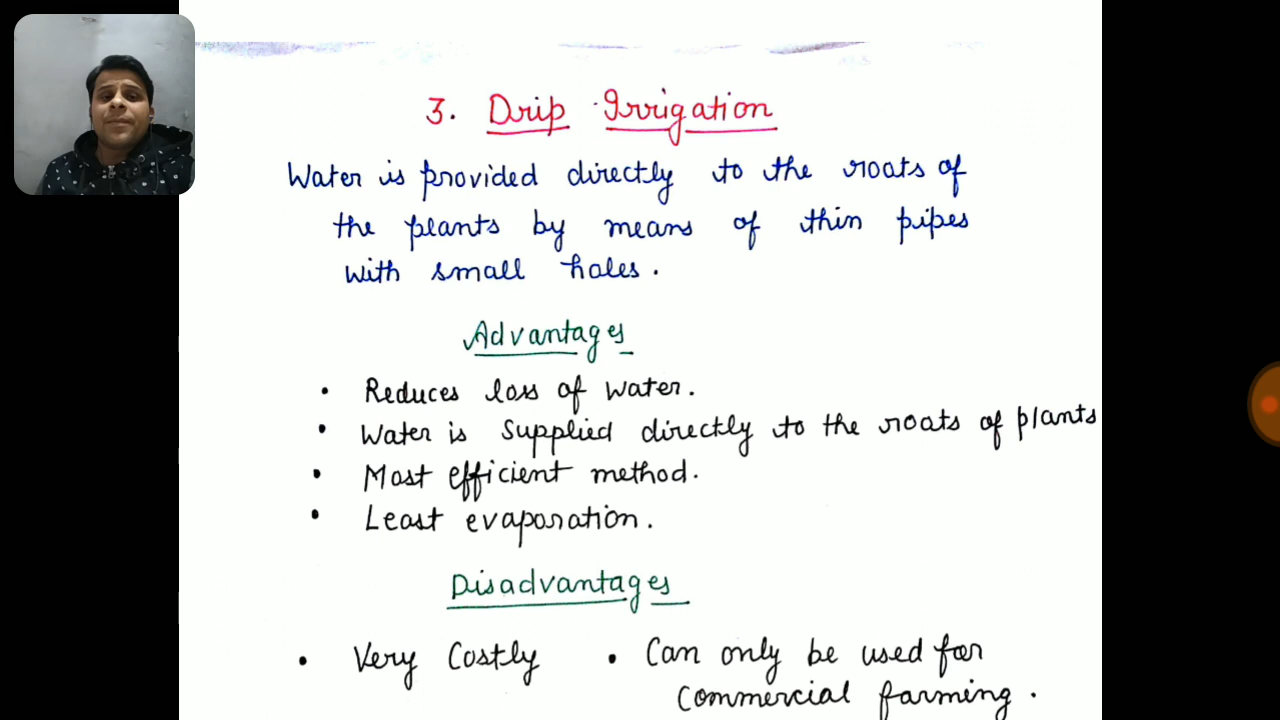 3. Drip Irrigation
Water is provided directly to the roots of
the plants by means of thin pipes
with small holes.
Advantages
• Reduces loss of water.
• Water is supplied directly to the roots of plants
• Most efficient method.
• Least evaporation.
Disadvantages
• Very Costly • Can only be used for
commercial farming.